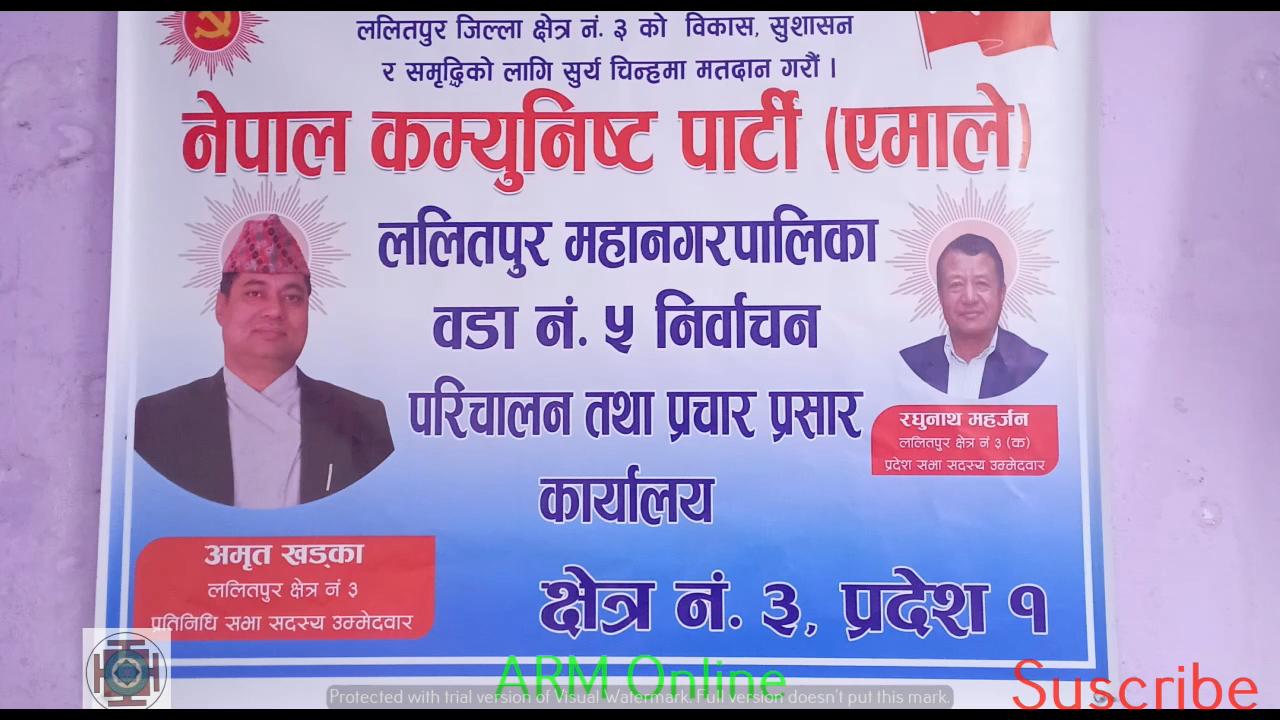 ललितपुर जिल्ला क्षेत्र नं. ३ को विकास, सुशासन
र समृद्धिको लागि सुर्य चिन्हमा मतदान गरौं ।
नेपाल कम्युनिष्ट पार्टी (एमाले)
ललितपुर महानगरपालिका
वडा नं. ५ निर्वाचन
परिचालन तथा प्रचार प्रसार
कार्यालय
क्षेत्र नं. ३, प्रदेश १
रघुनाथ महर्जन
ललितपुर क्षेत्र नं ३ (क)
प्रदेश सभा सदस्य उम्मेदवार
अमृत खड्का
ललितपुर क्षेत्र नं ३
प्रतिनिधि सभा सदस्य उम्मेदवार
ARM Online
Protected with trial version of Visual Watermark. Full version doesn't put this mark.
Suscribe